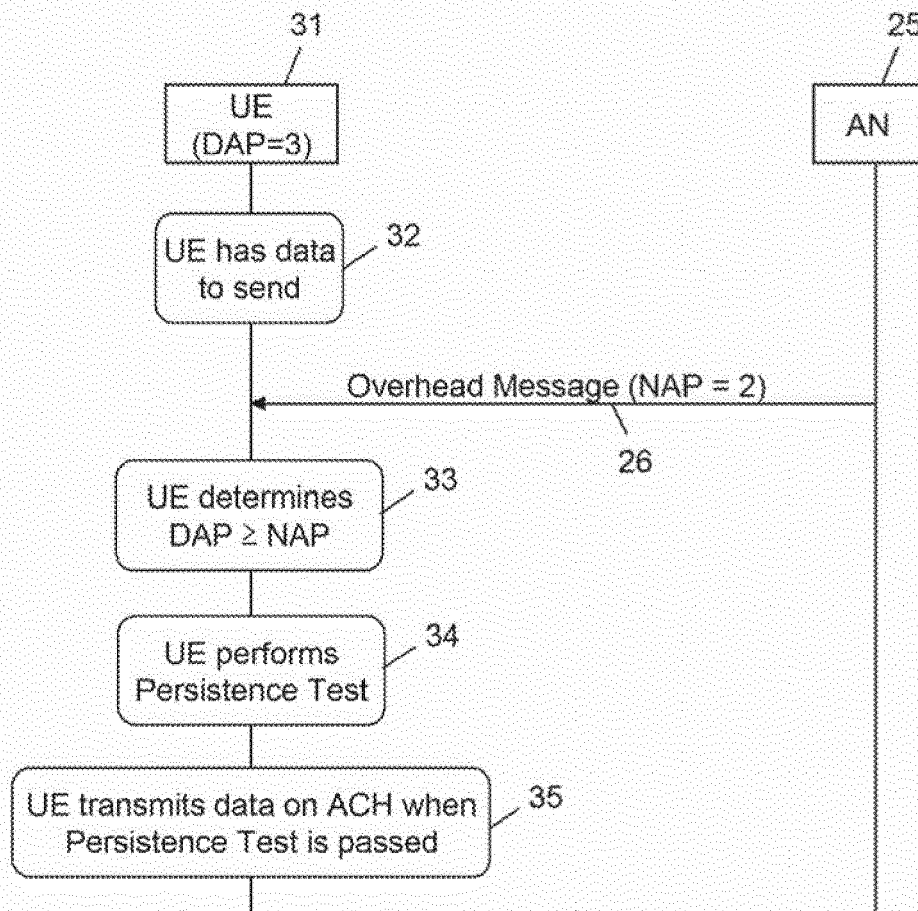 31
25
UE
(DAP=3)
AN
UE has data
to send
32
Overhead Message (NAP = 2)
26
UE determines
DAP ≥ NAP
33
UE performs
Persistence Test
34
UE transmits data on ACH when
Persistence Test is passed
35